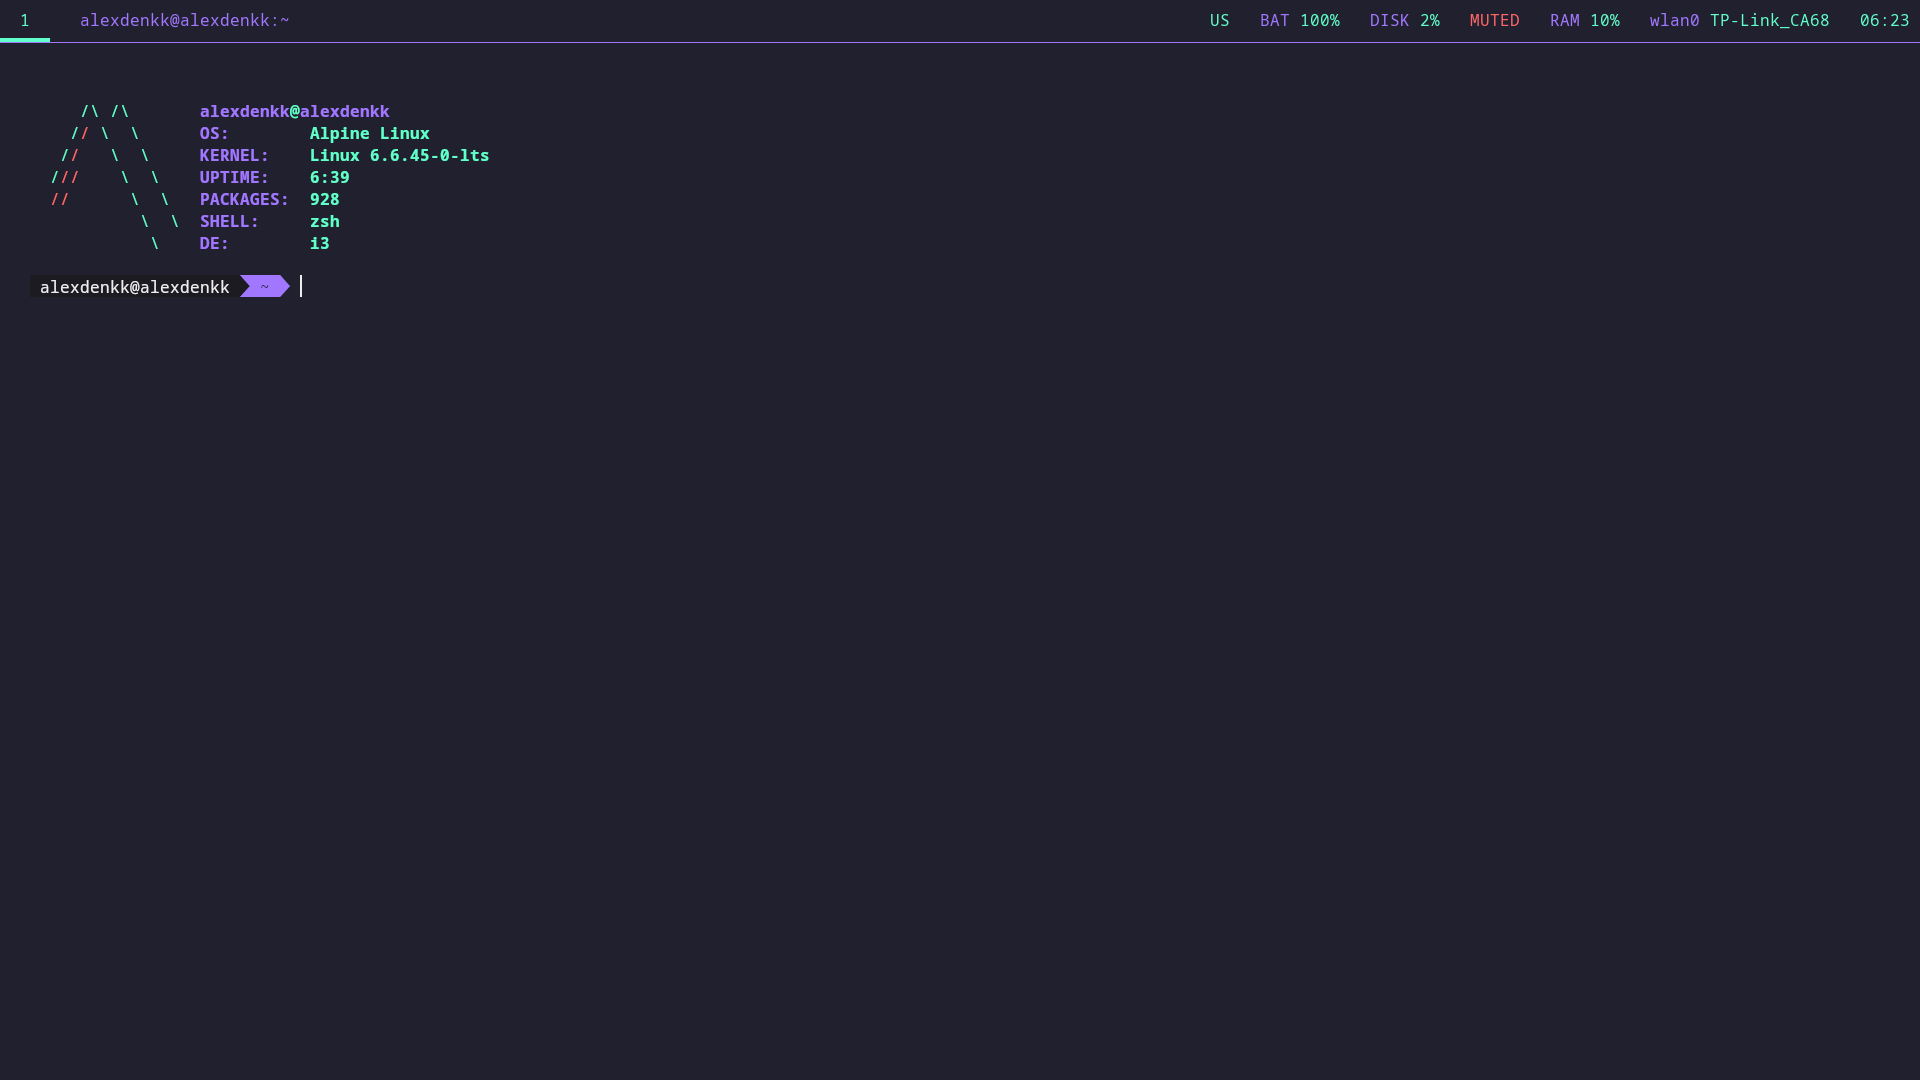 1 alexdenkk@alexdenkk:~ US BAT 100% DISK 2% MUTED RAM 10% wlan0 TP-Link_CA68 06:23
/\ /\ alexdenkk@alexdenkk
// \ \ OS: Alpine Linux
// \ \ KERNEL: Linux 6.6.45-0-lts
/// \ \ UPTIME: 6:39
// \ \ PACKAGES: 928
\ \ SHELL: zsh
\ DE: i3
alexdenkk@alexdenkk ~